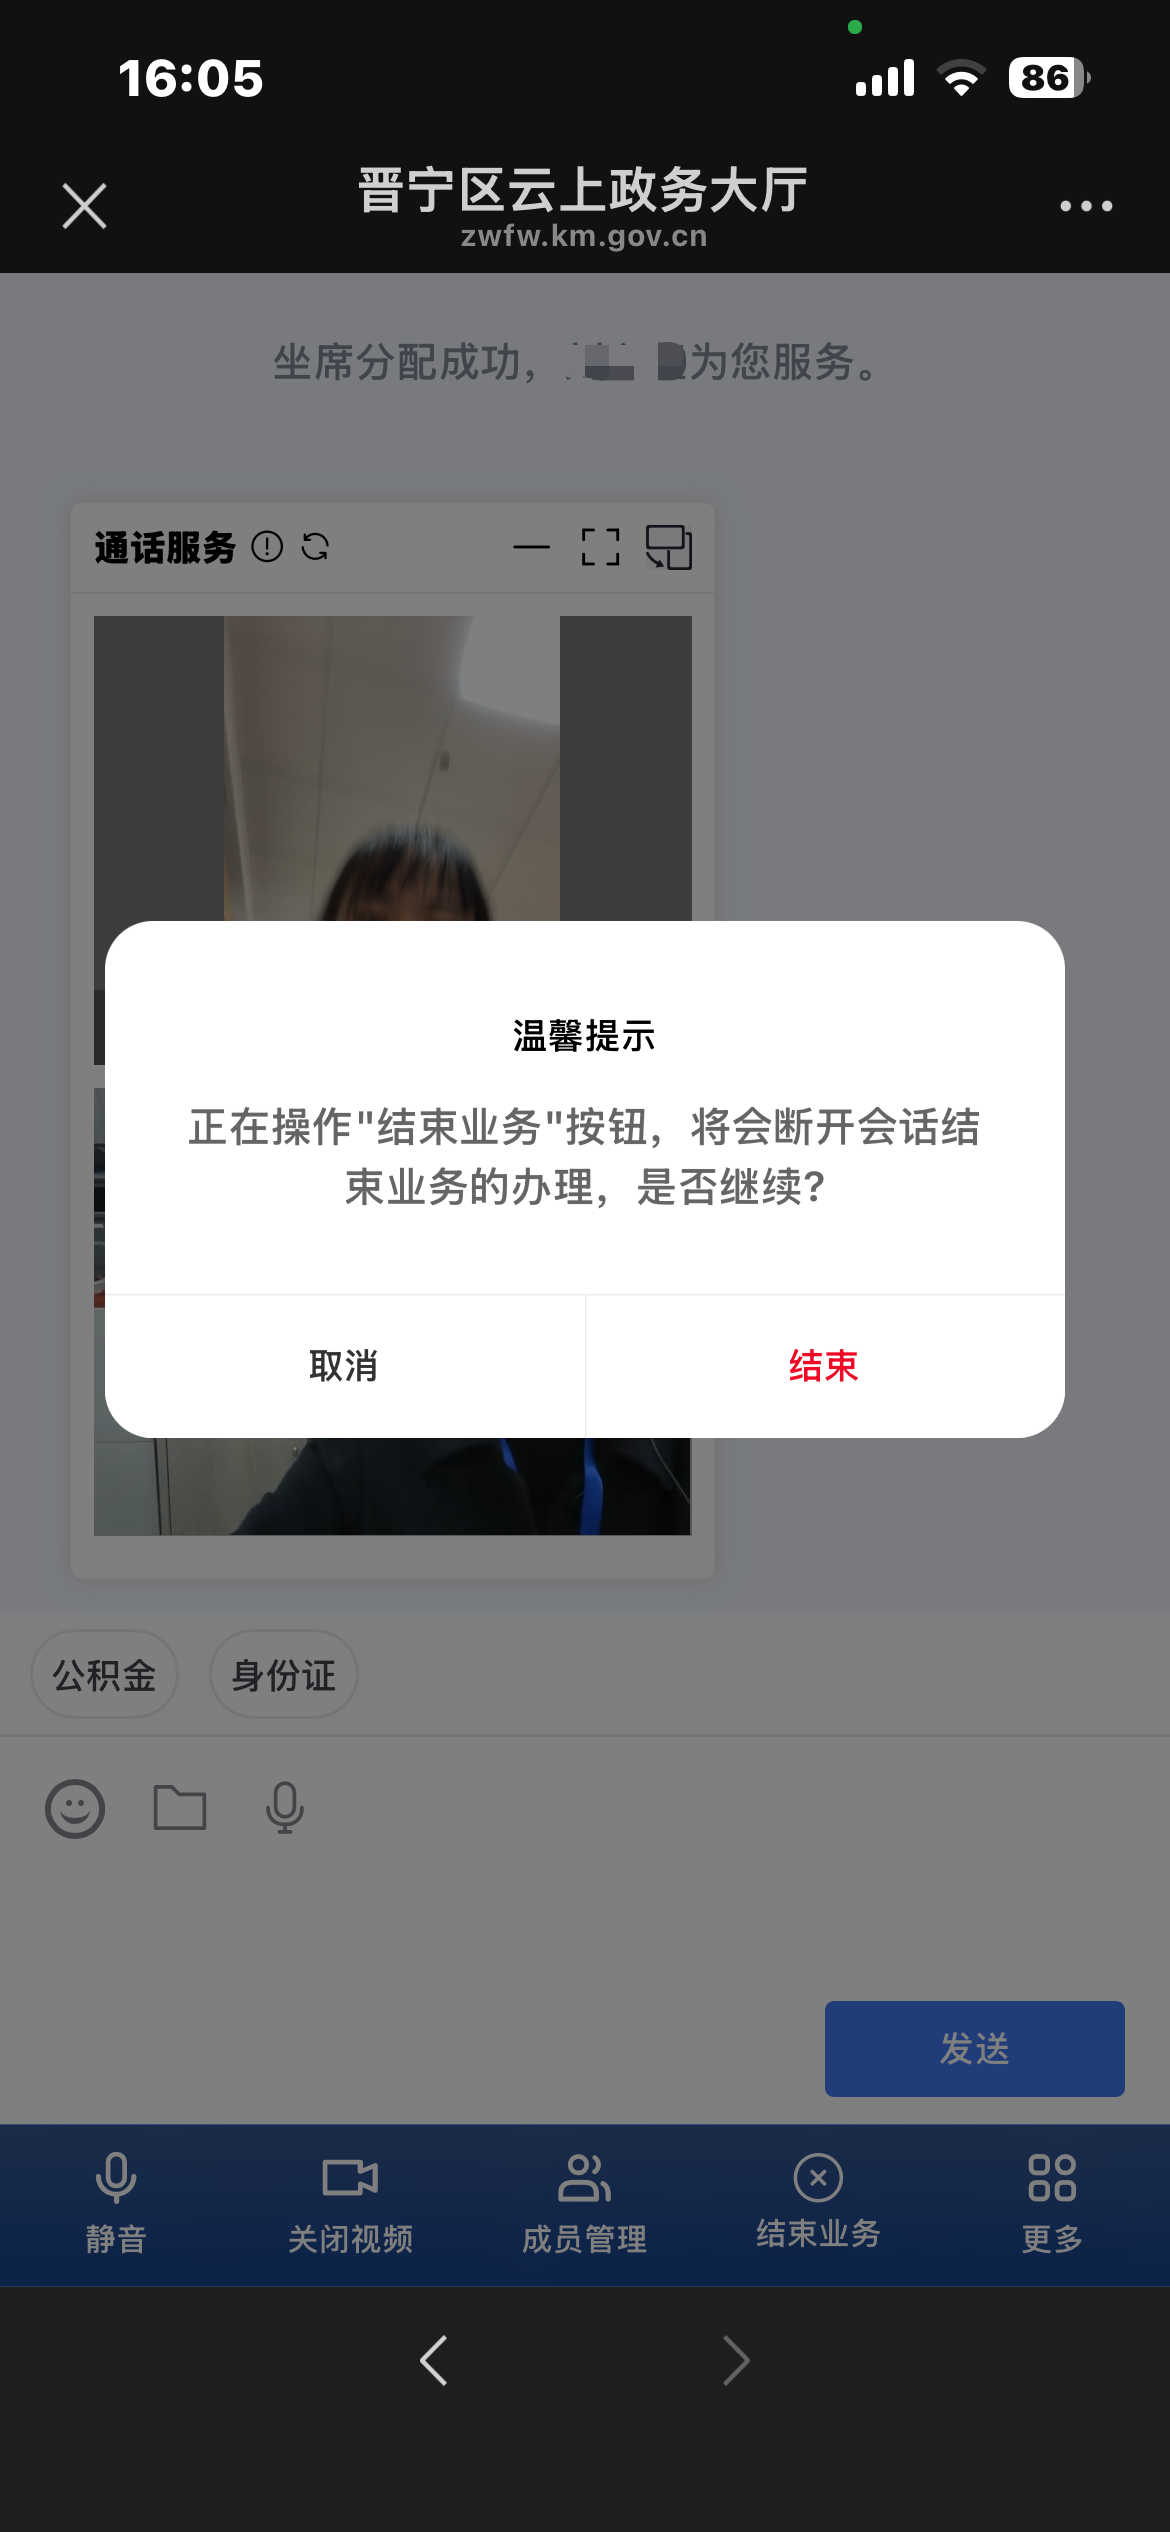 16:05
86
晋宁区云上政务大厅
zwfw.km.gov.cn
坐席分配成功，为您服务。
通话服务
温馨提示
正在操作"结束业务"按钮，将会断开会话结
束业务的办理，是否继续?
取消
结束
公积金
身份证
发送
静音
关闭视频
成员管理
结束业务
更多